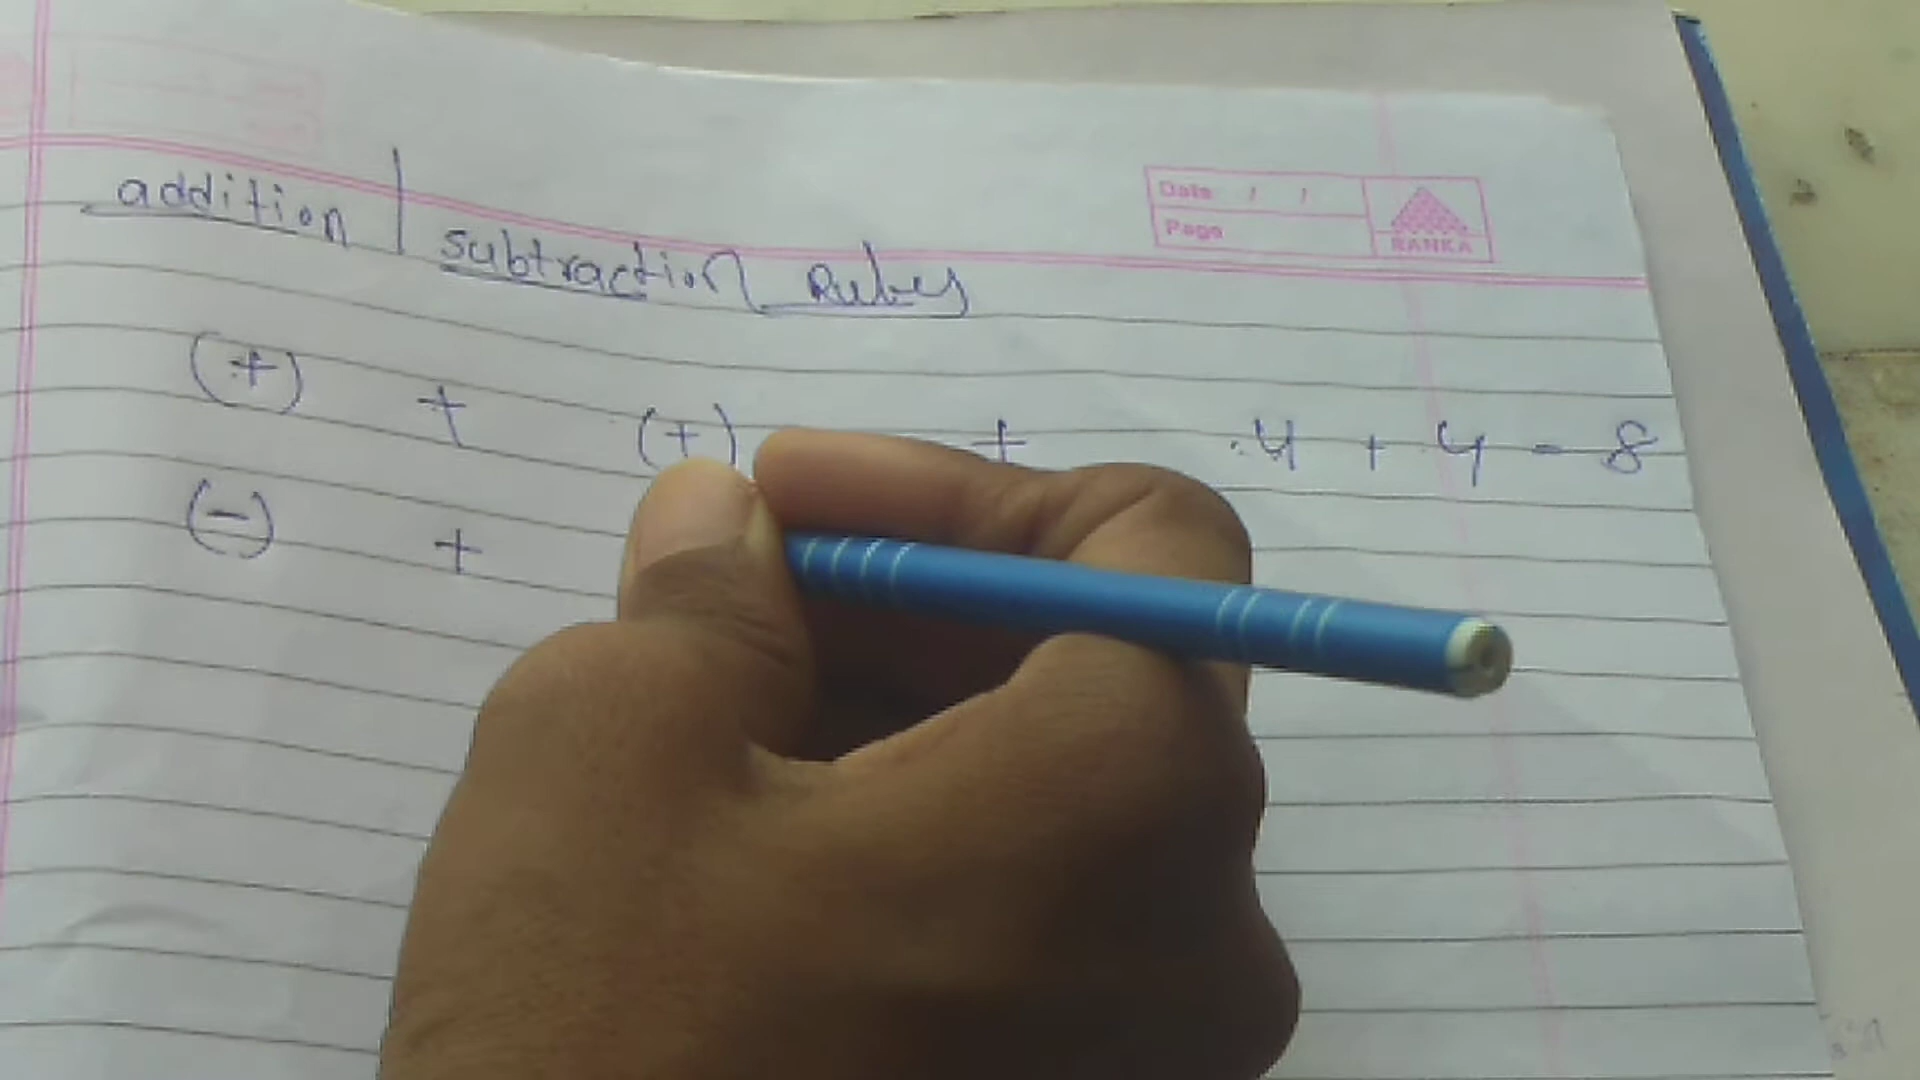 addition | subtraction Rules
Date / /
Page
RANKA
(+) + (+) = + 4 + 4 = 8
(-) +